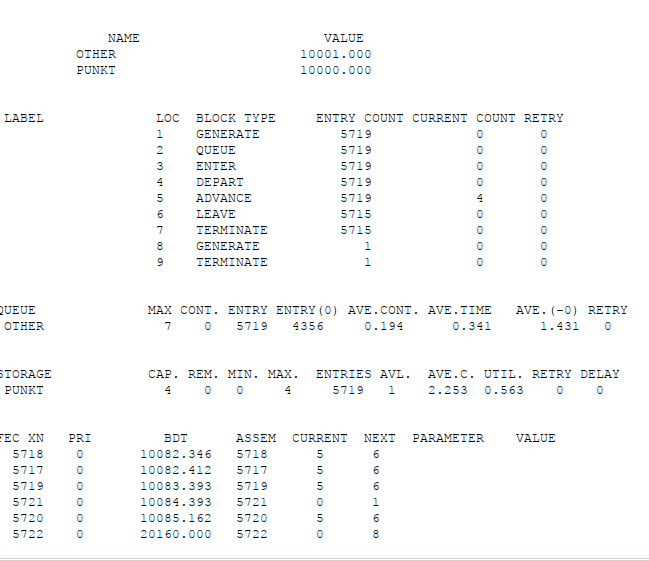 NAME VALUE
OTHER 10001.000
PUNKT 10000.000
LABEL LOC BLOCK TYPE ENTRY COUNT CURRENT COUNT RETRY
1 GENERATE 5719 0 0
2 QUEUE 5719 0 0
3 ENTER 5719 0 0
4 DEPART 5719 0 0
5 ADVANCE 5719 4 0
6 LEAVE 5715 0 0
7 TERMINATE 5715 0 0
8 GENERATE 1 0 0
9 TERMINATE 1 0 0
QUEUE MAX CONT. ENTRY ENTRY(0) AVE.CONT. AVE.TIME AVE.(-0) RETRY
OTHER 7 0 5719 4356 0.194 0.341 1.431 0
STORAGE CAP. REM. MIN. MAX. ENTRIES AVL. AVE.C. UTIL. RETRY DELAY
PUNKT 4 0 0 4 5719 1 2.253 0.563 0 0
FEC XN PRI BDT ASSEM CURRENT NEXT PARAMETER VALUE
5718 0 10082.346 5718 5 6
5717 0 10082.412 5717 5 6
5719 0 10083.393 5719 5 6
5721 0 10084.393 5721 0 1
5720 0 10085.162 5720 5 6
5722 0 20160.000 5722 0 8